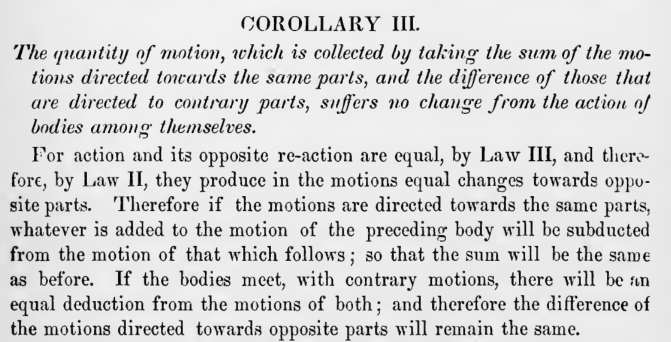 COROLLARY III.
The quantity of motion, which is collected by taking the sum of the mo-
tions directed towards the same parts, and the difference of those that
are directed to contrary parts, suffers no change from the action of
bodies among themselves.
For action and its opposite re-action are equal, by Law III, and there-
fore, by Law II, they produce in the motions equal changes towards oppo-
site parts. Therefore if the motions are directed towards the same parts,
whatever is added to the motion of the preceding body will be subducted
from the motion of that which follows; so that the sum will be the same
as before. If the bodies meet, with contrary motions, there will be an
equal deduction from the motions of both; and therefore the difference of
the motions directed towards opposite parts will remain the same.